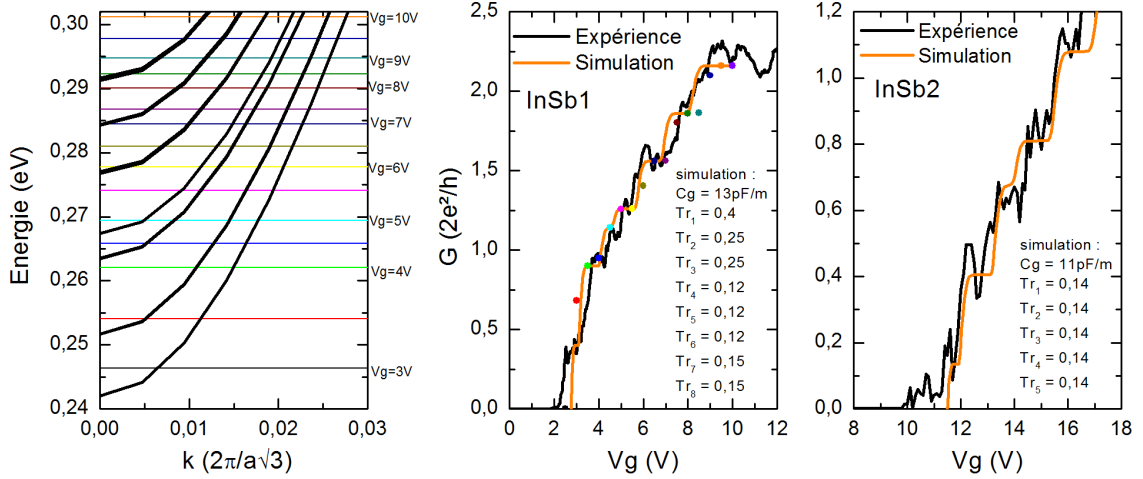 0,30
0,29
0,28
0,27
0,26
0,25
0,24
Energie (eV)
0,00
0,01
0,02
0,03
k (2π/a√3)
Vg=10V
Vg=9V
Vg=8V
Vg=7V
Vg=6V
Vg=5V
Vg=4V
Vg=3V
2,5
2,0
1,5
1,0
0,5
0,0
G (2e²/h)
0
2
4
6
8
10
12
Vg (V)
Expérience
Simulation
InSb1
simulation :
Cg = 13pF/m
Tr1 = 0,4
Tr2 = 0,25
Tr3 = 0,25
Tr4 = 0,12
Tr5 = 0,12
Tr6 = 0,12
Tr7 = 0,15
Tr8 = 0,15
1,2
1,0
0,8
0,6
0,4
0,2
0,0
8
10
12
14
16
18
Vg (V)
Expérience
Simulation
InSb2
simulation :
Cg = 11pF/m
Tr1 = 0,14
Tr2 = 0,14
Tr3 = 0,14
Tr4 = 0,14
Tr5 = 0,14